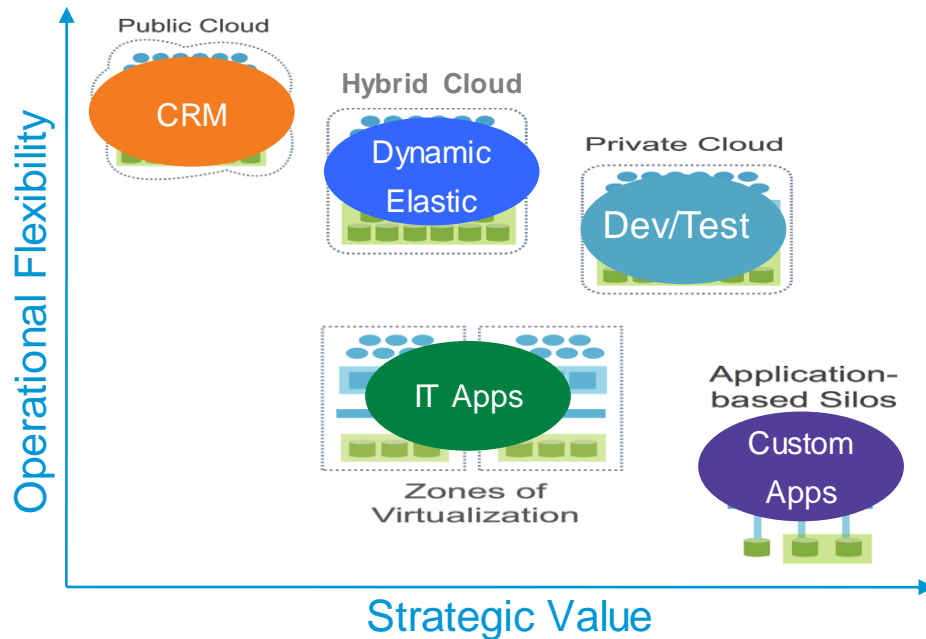 Public Cloud
CRM
Hybrid Cloud
Dynamic
Elastic
Private Cloud
Dev/Test
IT Apps
Zones of
Virtualization
Application-
based Silos
Custom
Apps
Operational Flexibility
Strategic Value